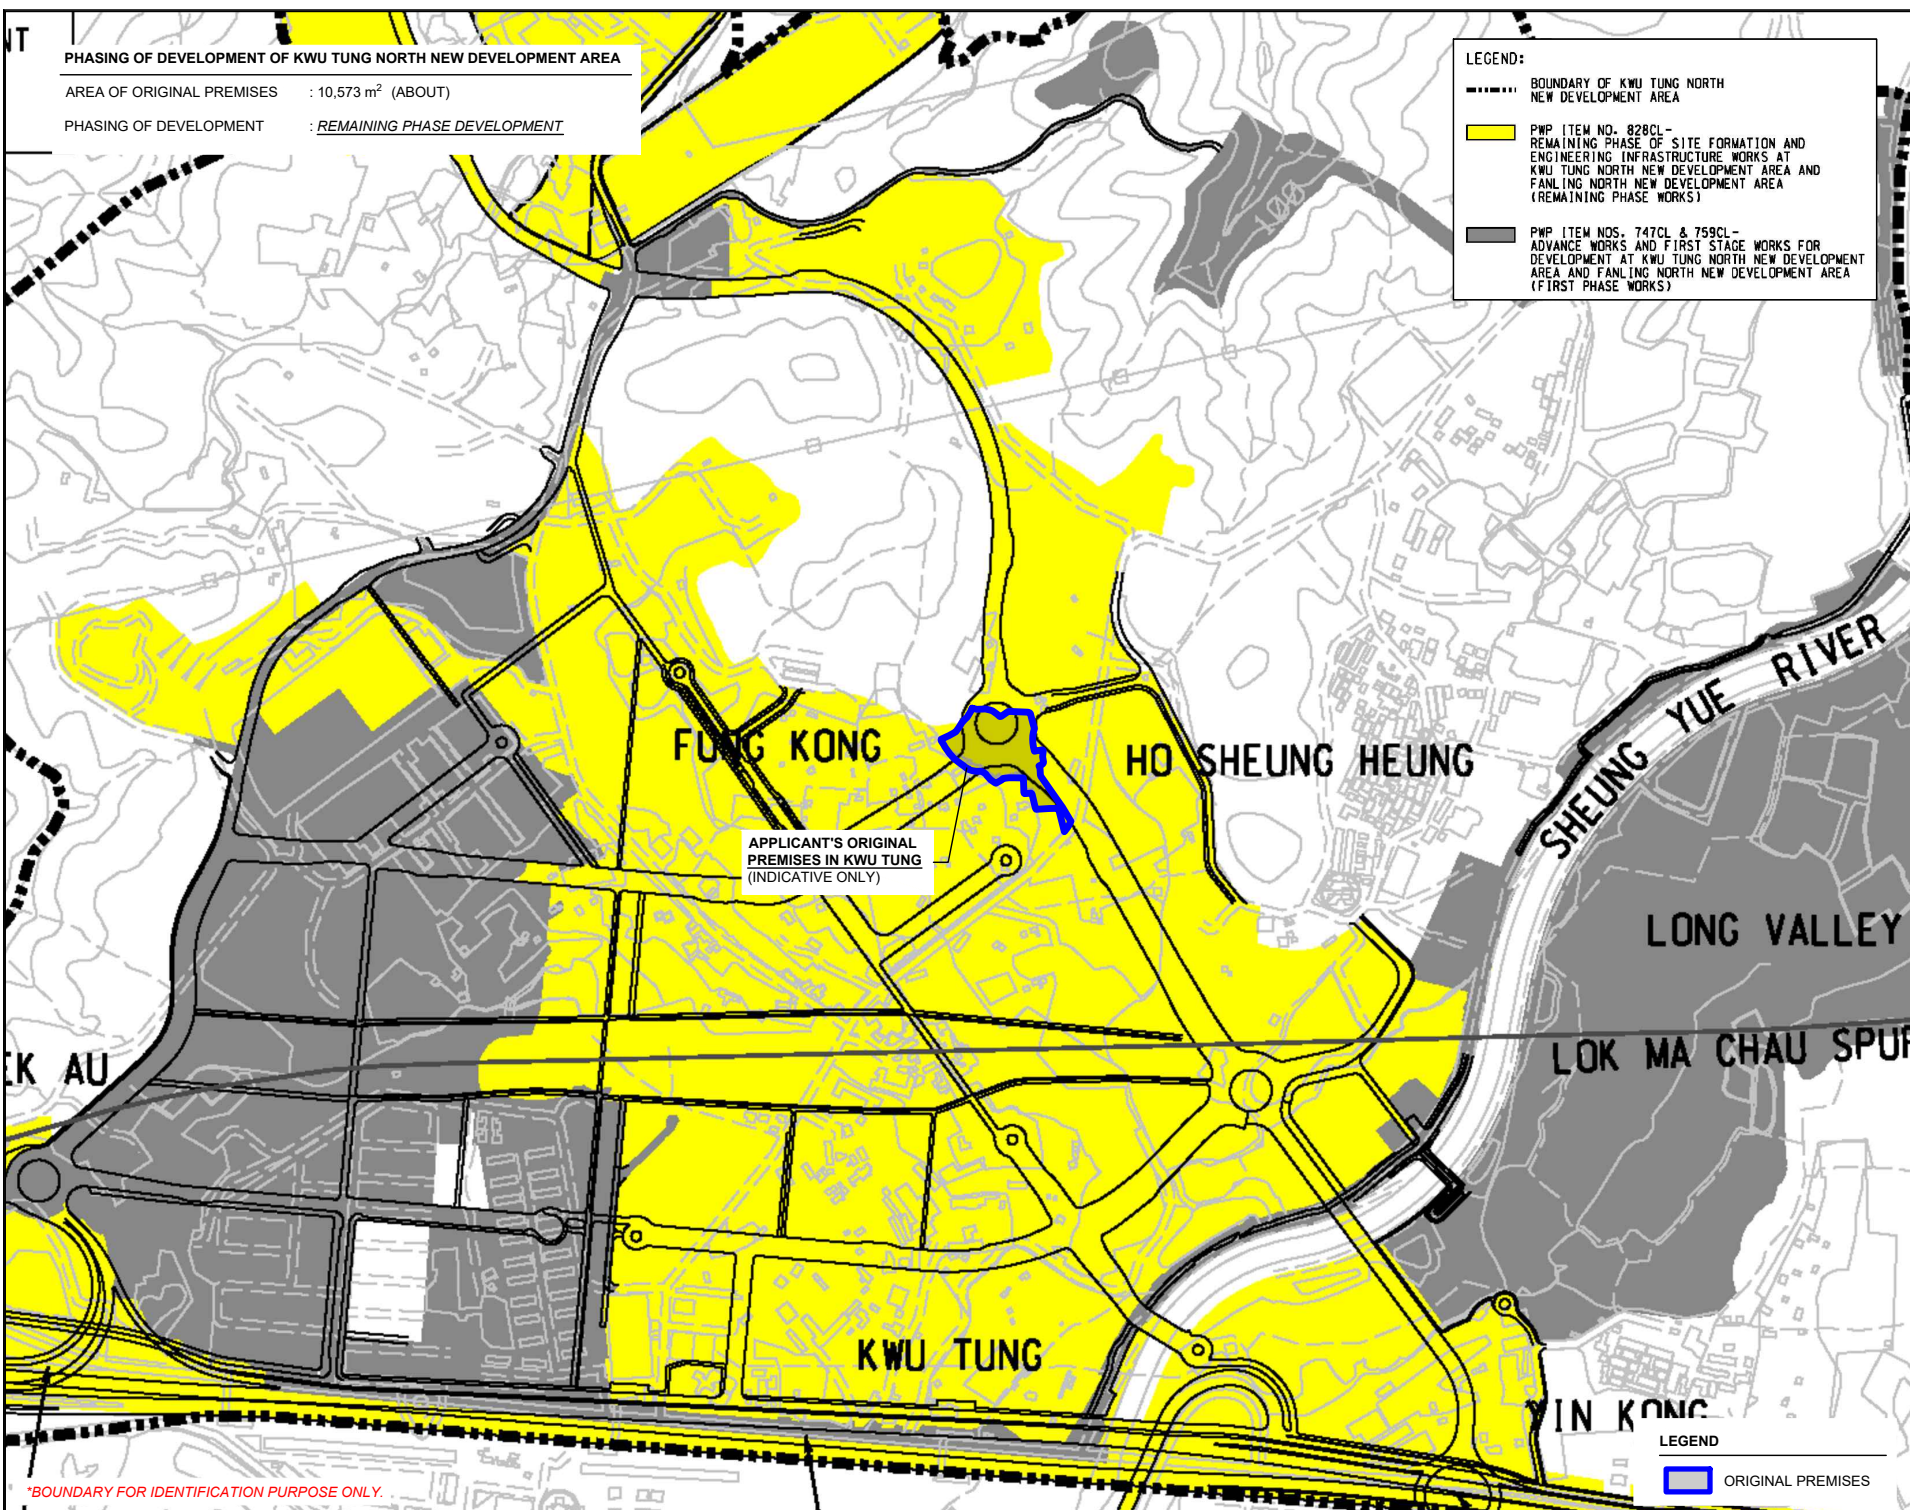 NT
PHASING OF DEVELOPMENT OF KWU TUNG NORTH NEW DEVELOPMENT AREA
AREA OF ORIGINAL PREMISES : 10,573 m² (ABOUT)
PHASING OF DEVELOPMENT : REMAINING PHASE DEVELOPMENT
LEGEND:
BOUNDARY OF KWU TUNG NORTH
NEW DEVELOPMENT AREA
PWP ITEM NO. 828CL-
REMAINING PHASE OF SITE FORMATION AND
ENGINEERING INFRASTRUCTURE WORKS AT
KWU TUNG NORTH NEW DEVELOPMENT AREA AND
FANLING NORTH NEW DEVELOPMENT AREA
(REMAINING PHASE WORKS)
PWP ITEM NOS. 747CL & 759CL-
ADVANCE WORKS AND FIRST STAGE WORKS FOR
DEVELOPMENT AT KWU TUNG NORTH NEW DEVELOPMENT
AREA AND FANLING NORTH NEW DEVELOPMENT AREA
(FIRST PHASE WORKS)
100
SHEUNG YUE RIVER
FUNG KONG
HO SHEUNG HEUNG
APPLICANT'S ORIGINAL
PREMISES IN KWU TUNG
(INDICATIVE ONLY)
LONG VALLEY
LOK MA CHAU SPUR
EK AU
KWU TUNG
YIN KONG
LEGEND
ORIGINAL PREMISES
*BOUNDARY FOR IDENTIFICATION PURPOSE ONLY.